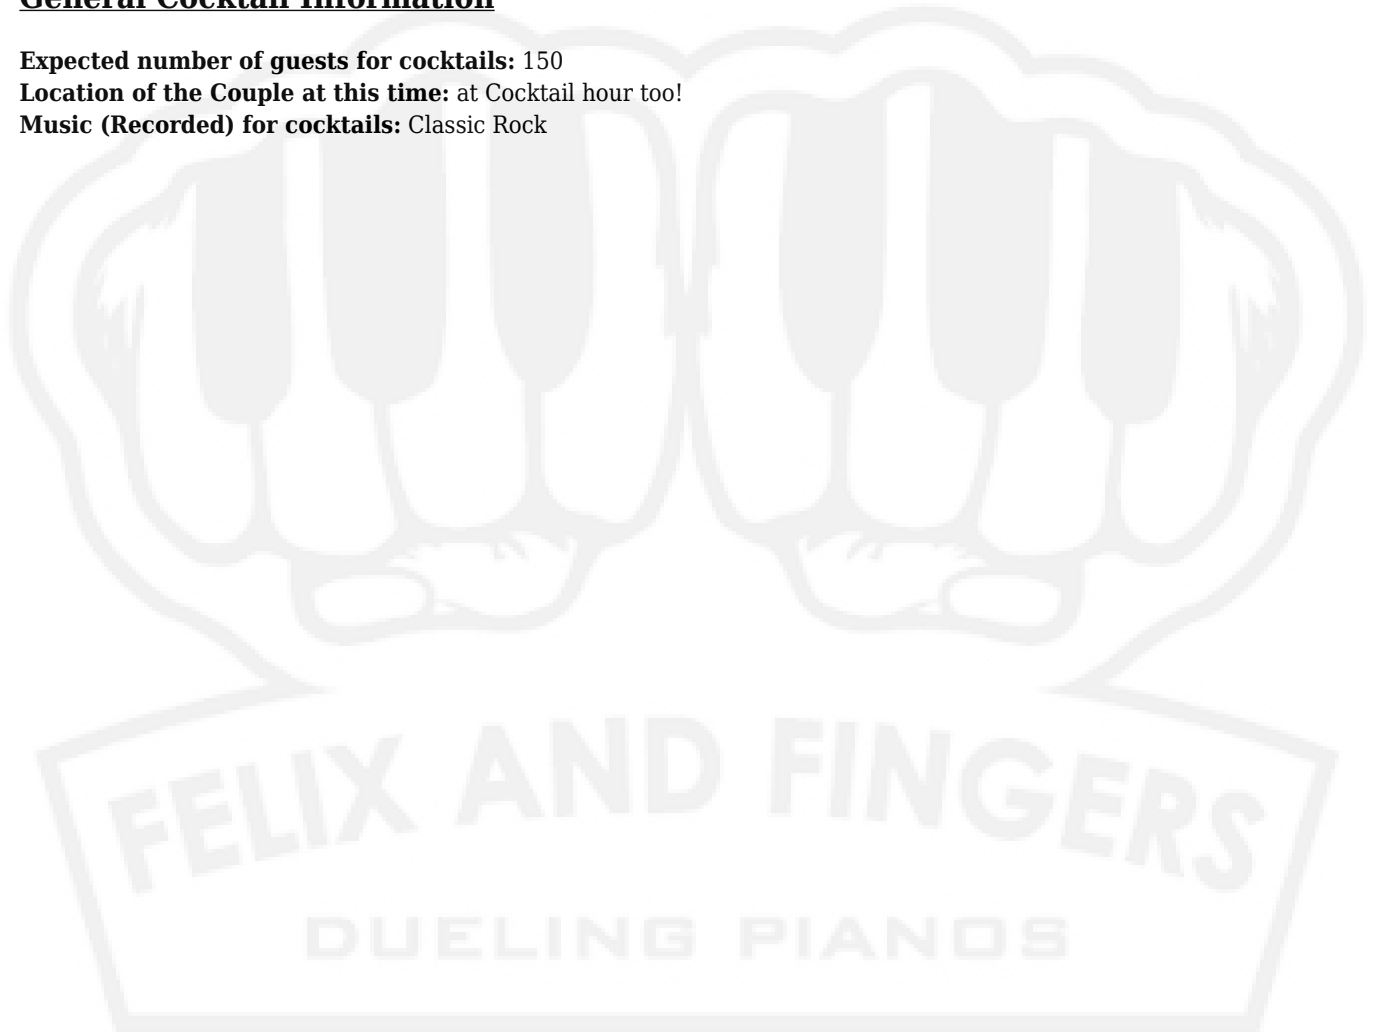 General Cocktail Information
Expected number of guests for cocktails: 150
Location of the Couple at this time: at Cocktail hour too!
Music (Recorded) for cocktails: Classic Rock
FELIX AND FINGERS
DUELING PIANOS